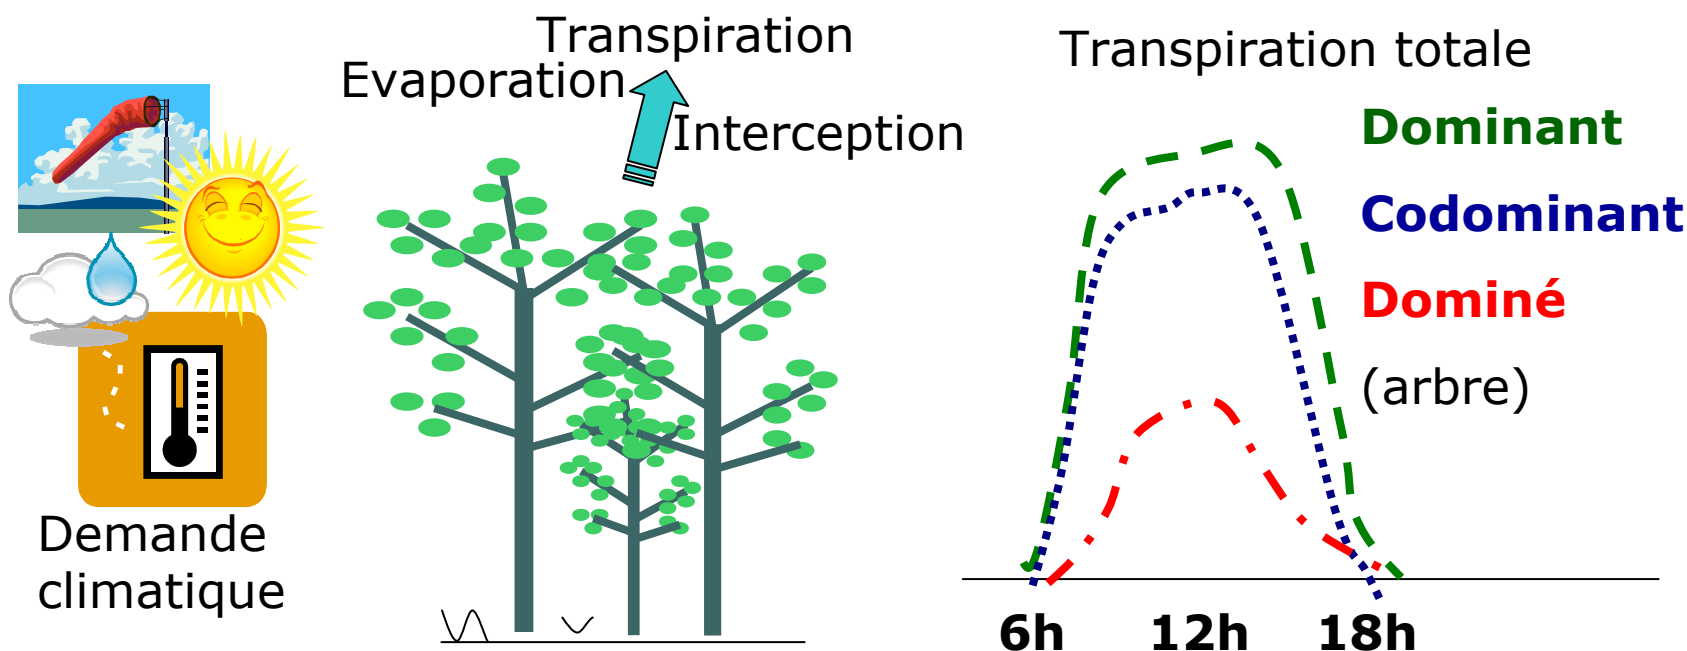 Transpiration
Evaporation
Interception
Demande
climatique
Transpiration totale
Dominant
Codominant
Dominé
(arbre)
6h 12h 18h